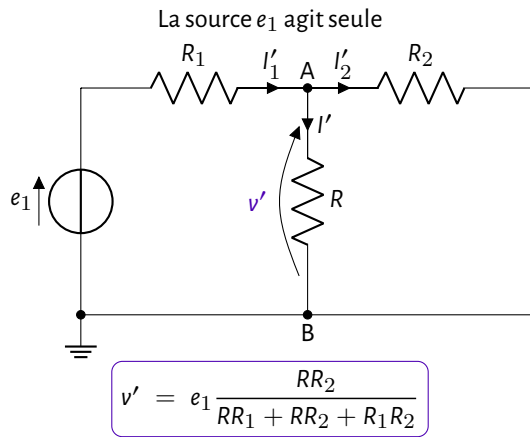 La source e₁ agit seule
R₁ I′₁ A I′₂ R₂
I′
e₁ v′ R
B
v′ = e₁ RR₂ / (RR₁ + RR₂ + R₁R₂)